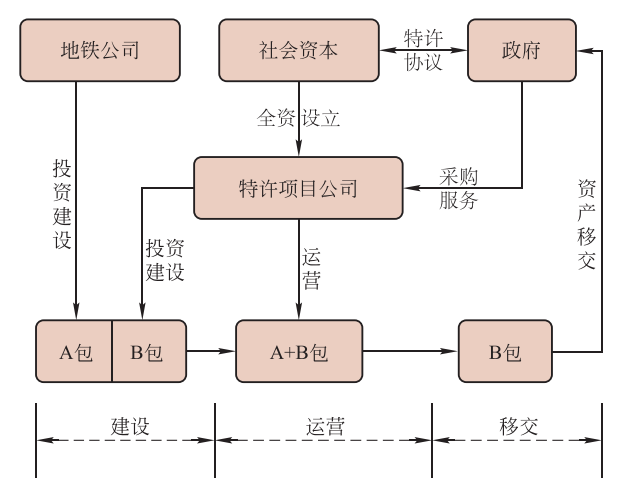 地铁公司
社会资本
特许
协议
政府
全资设立
投资建设
特许项目公司
采购
服务
资产移交
投资
建设
运营
A包
B包
A+B包
B包
建设
运营
移交